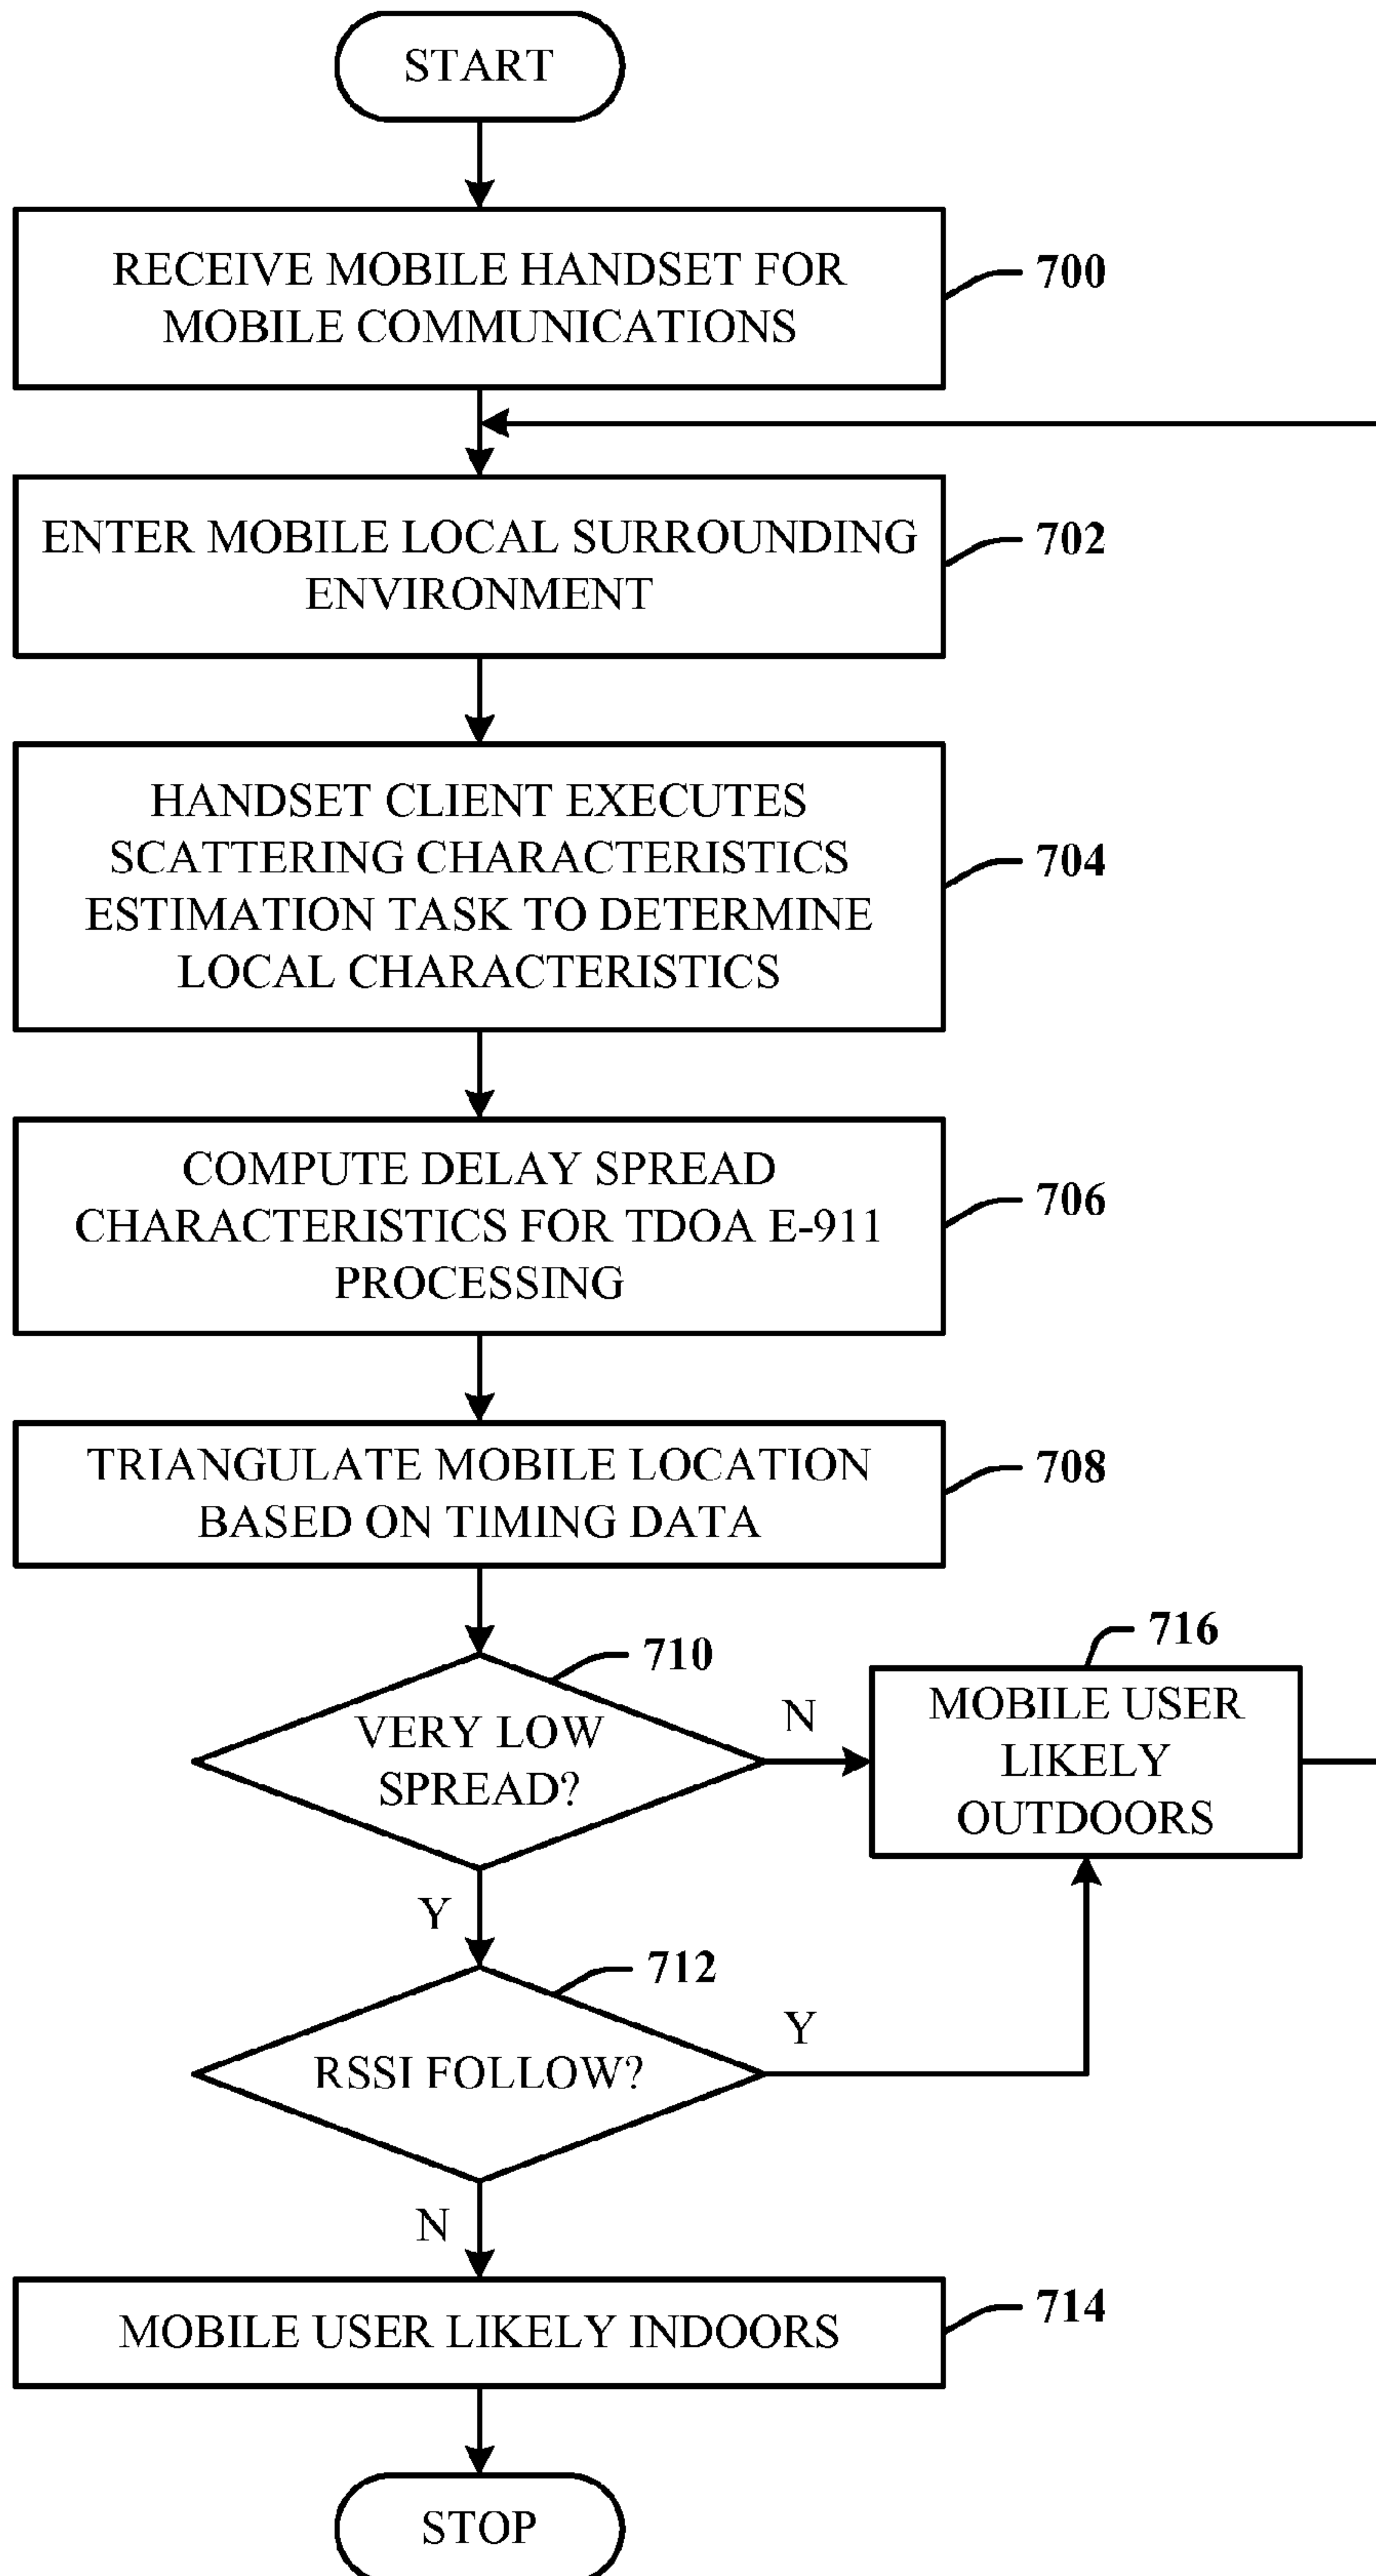 START
RECEIVE MOBILE HANDSET FOR
MOBILE COMMUNICATIONS
700
ENTER MOBILE LOCAL SURROUNDING
ENVIRONMENT
702
HANDSET CLIENT EXECUTES
SCATTERING CHARACTERISTICS
ESTIMATION TASK TO DETERMINE
LOCAL CHARACTERISTICS
704
COMPUTE DELAY SPREAD
CHARACTERISTICS FOR TDOA E-911
PROCESSING
706
TRIANGULATE MOBILE LOCATION
BASED ON TIMING DATA
708
VERY LOW
SPREAD?
710
N
716
MOBILE USER
LIKELY
OUTDOORS
Y
712
RSSI FOLLOW?
Y
N
MOBILE USER LIKELY INDOORS
714
STOP